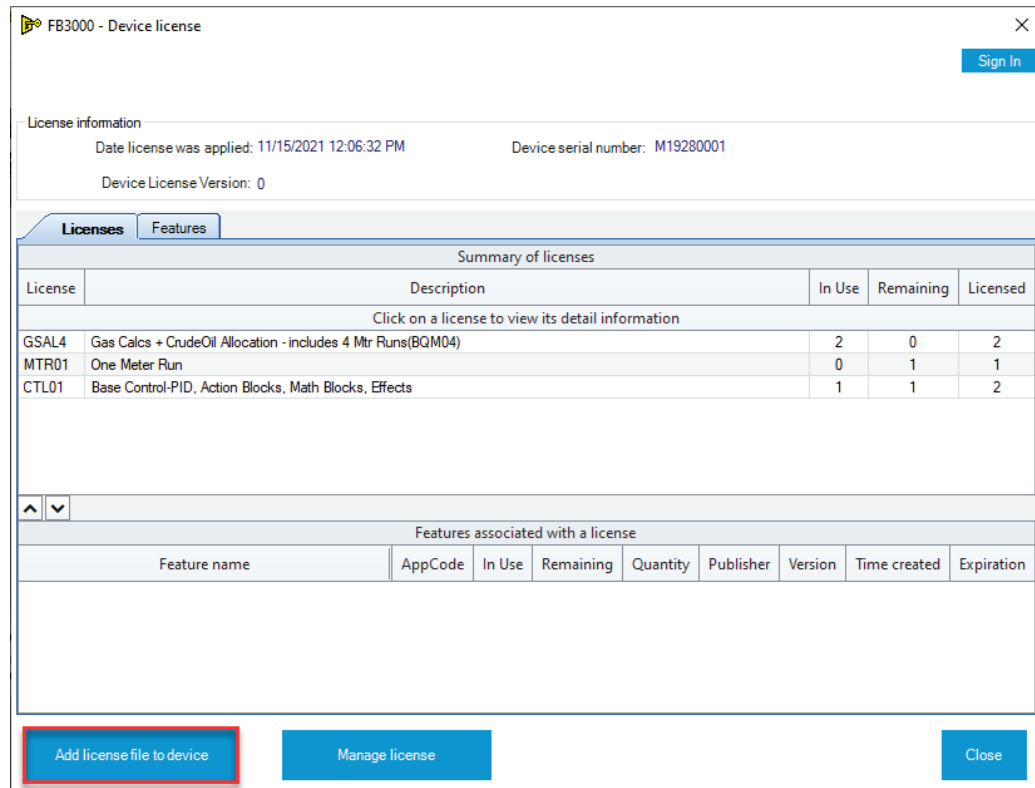 FB3000 - Device license
Sign In
License information
Date license was applied: 11/15/2021 12:06:32 PM Device serial number: M19280001
Device License Version: 0
Licenses Features
Summary of licenses
License Description In Use Remaining Licensed
Click on a license to view its detail information
GSAL4 Gas Calcs + CrudeOil Allocation - includes 4 Mtr Runs(BQM04) 2 0 2
MTR01 One Meter Run 0 1 1
CTL01 Base Control-PID, Action Blocks, Math Blocks, Effects 1 1 2
Features associated with a license
Feature name AppCode In Use Remaining Quantity Publisher Version Time created Expiration
Add license file to device Manage license Close